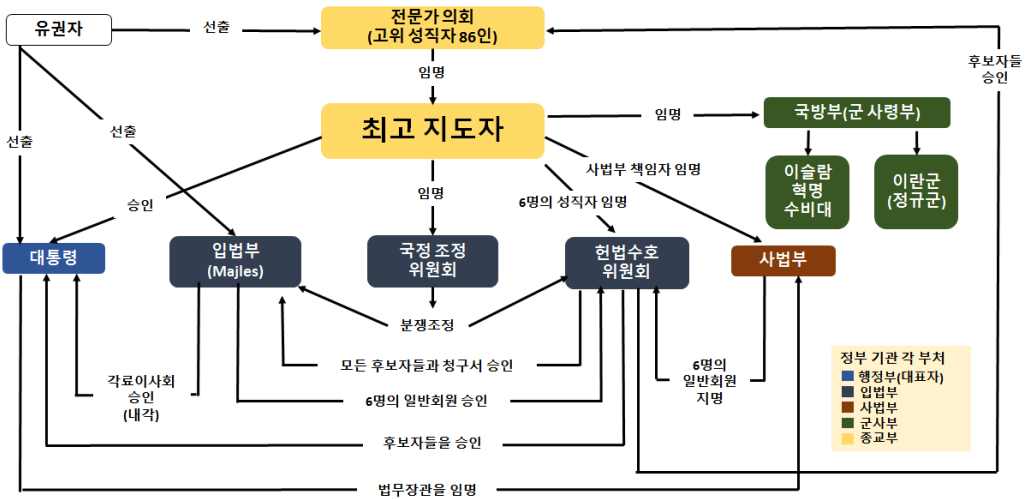 유권자
선출
전문가 의회
(고위 성직자 86인)
후보자들
승인
임명
최고 지도자
임명
국방부(군 사령부)
선출
선출
사법부 책임자 임명
이슬람
혁명
수비대
이란군
(정규군)
승인
임명
6명의 성직자 임명
대통령
입법부
(Majles)
국정 조정
위원회
헌법수호
위원회
사법부
분쟁조정
모든 후보자들과 청구서 승인
6명의
일반회원
지명
각료이사회
승인
(내각)
6명의 일반회원 승인
후보자들을 승인
법무장관을 임명
정부 기관 각 부처
행정부(대표자)
입법부
사법부
군사부
종교부